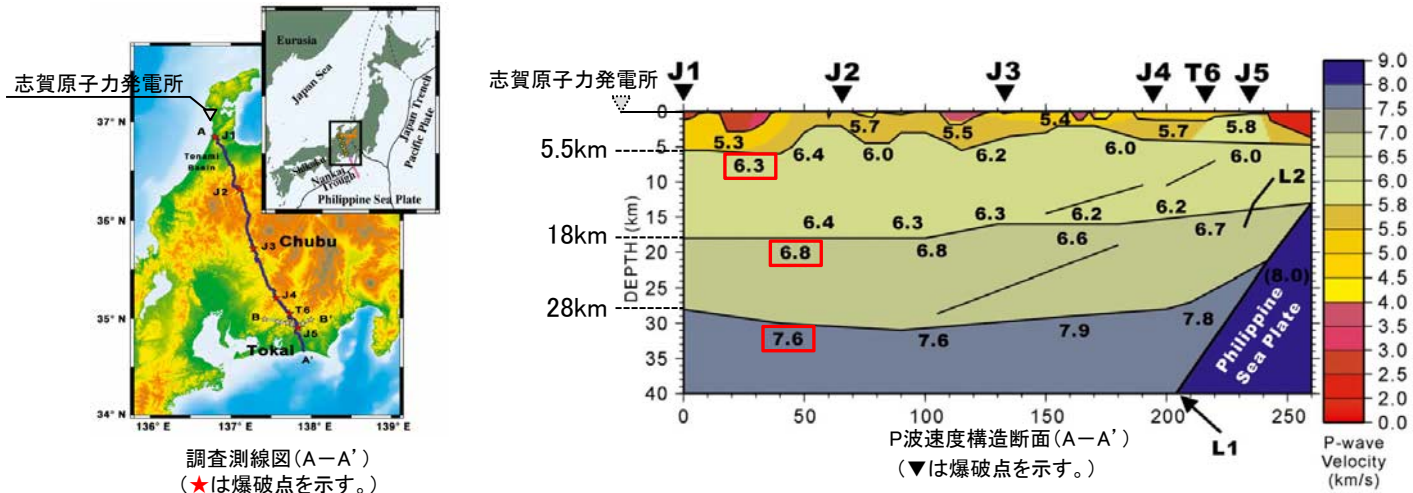 志賀原子力発電所
37° N
36° N
35° N
34° N
136° E
137° E
138° E
139° E
A
J1
Tonami
Basin
J2
J3
Chubu
J4
T6
B
B'
J5
Tokai
A'
Eurasia
Japan Sea
Japan Trench
Pacific Plate
Shikoku
Nankai
Trough
Philippine Sea Plate
調査測線図(A-A')
(★は爆破点を示す。)
志賀原子力発電所
J1
J2
J3
J4
T6
J5
5.5km
18km
28km
DEPTH (km)
0
5
10
15
20
25
30
35
40
5.3
5.7
5.5
5.4
5.7
5.8
6.3
6.4
6.0
6.2
6.0
6.0
6.4
6.3
6.3
6.2
6.2
L2
6.8
6.8
6.6
6.7
7.6
7.6
7.9
7.8
(8.0)
Philippine
Sea Plate
0
50
100
150
200
250
L1
P波速度構造断面(A-A')
(▼は爆破点を示す。)
9.0
8.0
7.5
7.0
6.5
6.0
5.8
5.5
5.0
4.5
4.0
3.5
3.0
2.5
2.0
0.0
P-wave
Velocity
(km/s)